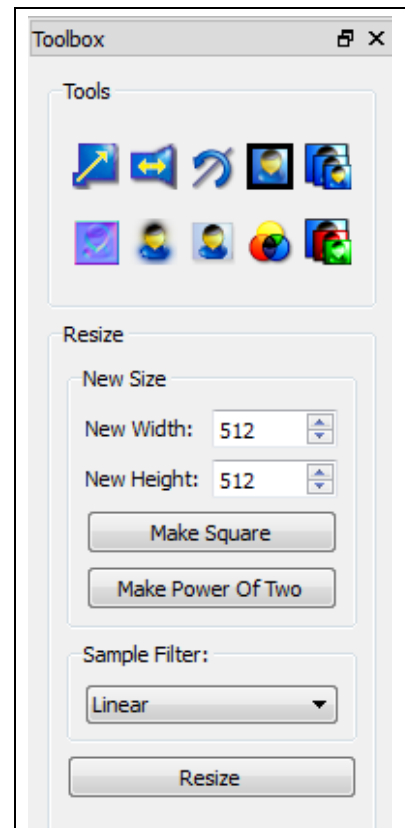 Toolbox
Tools
Resize
New Size
New Width: 512
New Height: 512
Make Square
Make Power Of Two
Sample Filter:
Linear
Resize